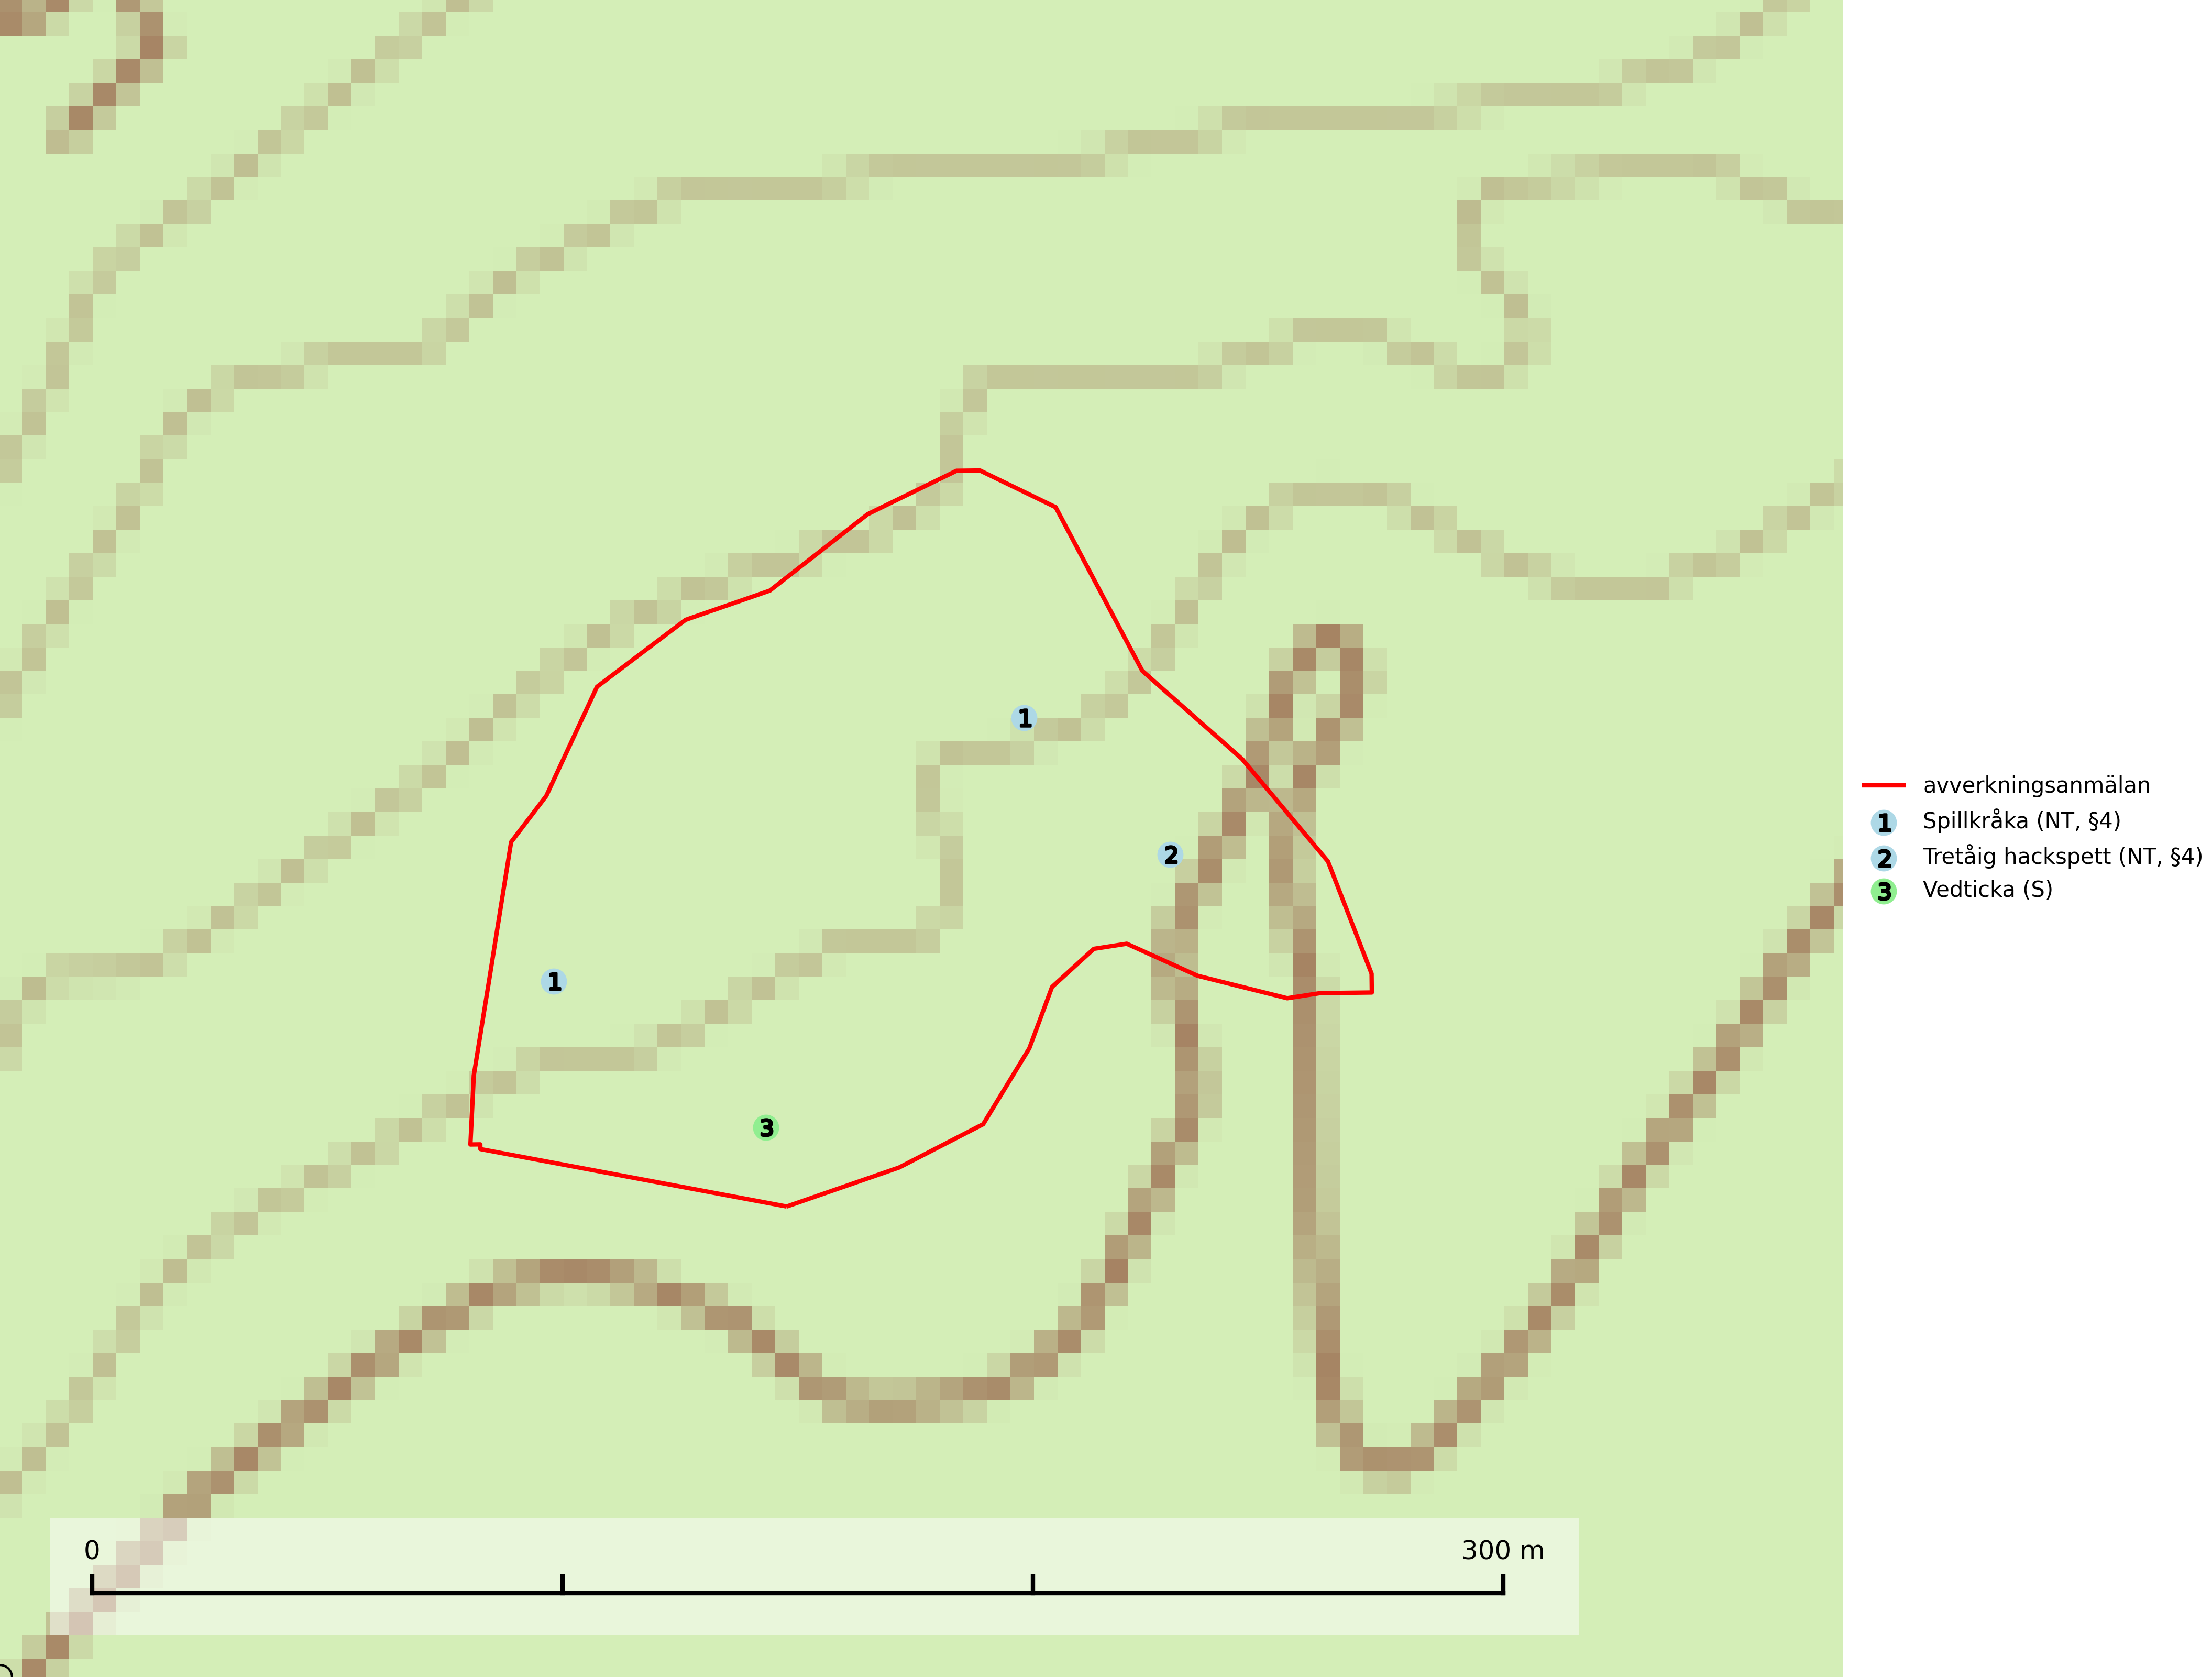 1
2
1
3
avverkningsanmälan
1 Spillkråka (NT, §4)
2 Tretåig hackspett (NT, §4)
3 Vedticka (S)
0 300 m